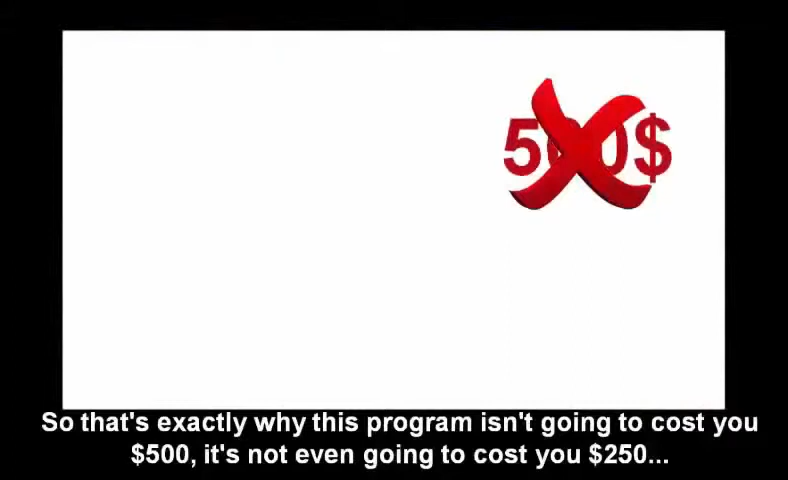 500$
So that's exactly why this program isn't going to cost you
$500, it's not even going to cost you $250...